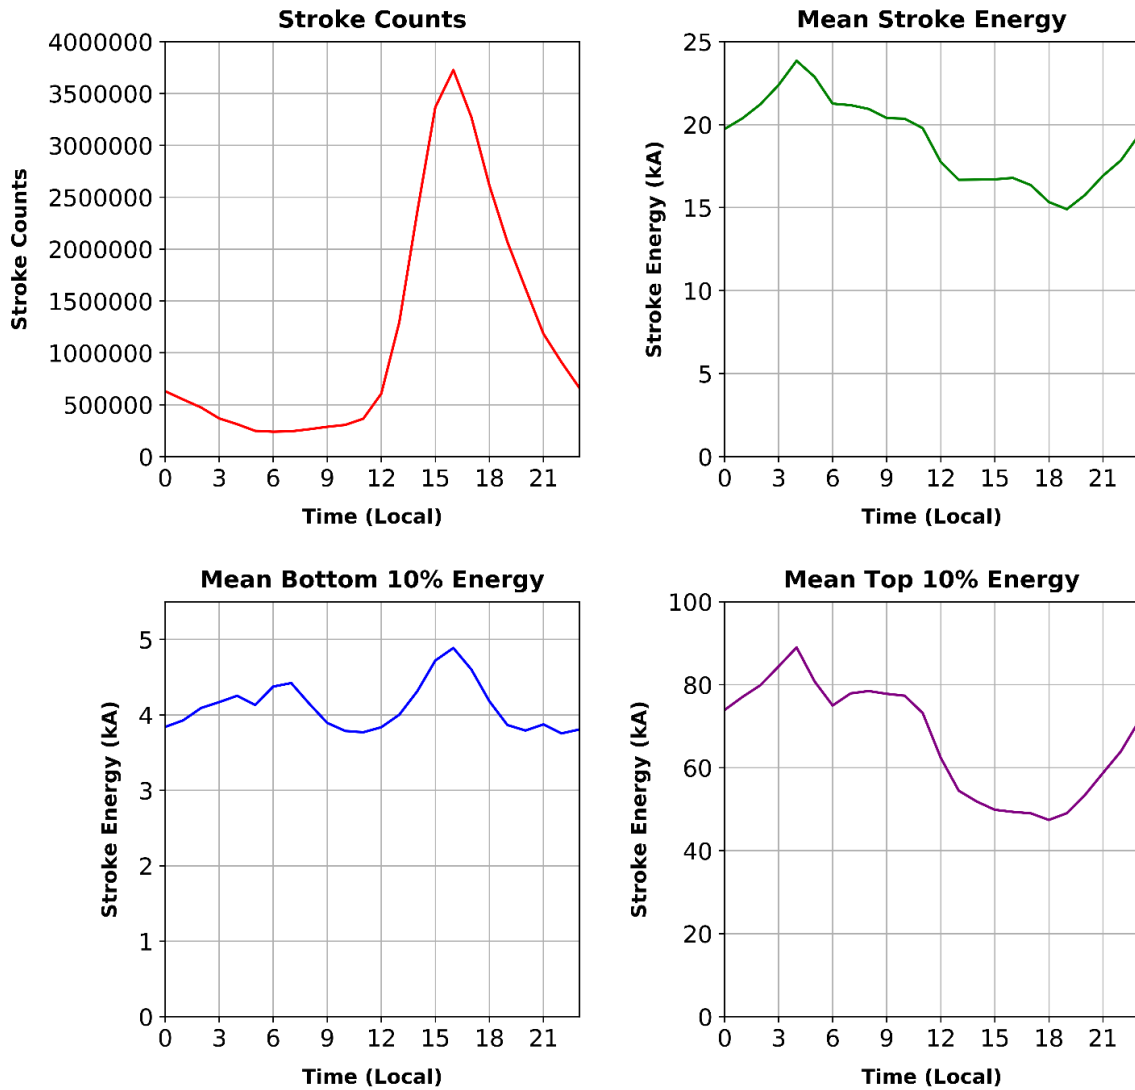 Stroke Counts
4000000
3500000
3000000
2500000
2000000
1500000
1000000
500000
0
0 3 6 9 12 15 18 21
Stroke Counts
Time (Local)
Mean Stroke Energy
25
20
15
10
5
0
0 3 6 9 12 15 18 21
Stroke Energy (kA)
Time (Local)
Mean Bottom 10% Energy
5
4
3
2
1
0
0 3 6 9 12 15 18 21
Stroke Energy (kA)
Time (Local)
Mean Top 10% Energy
100
80
60
40
20
0
0 3 6 9 12 15 18 21
Stroke Energy (kA)
Time (Local)